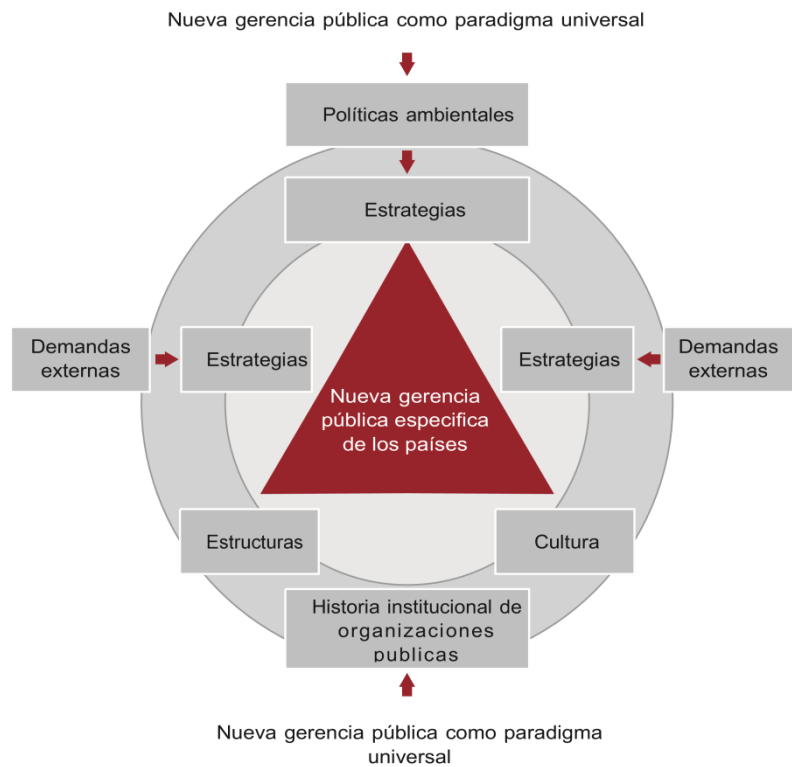 Nueva gerencia pública como paradigma universal
Políticas ambientales
Estrategias
Demandas
externas
Estrategias
Estrategias
Demandas
externas
Nueva gerencia
pública especifica
de los países
Estructuras
Cultura
Historia institucional de
organizaciones
publicas
Nueva gerencia pública como paradigma
universal